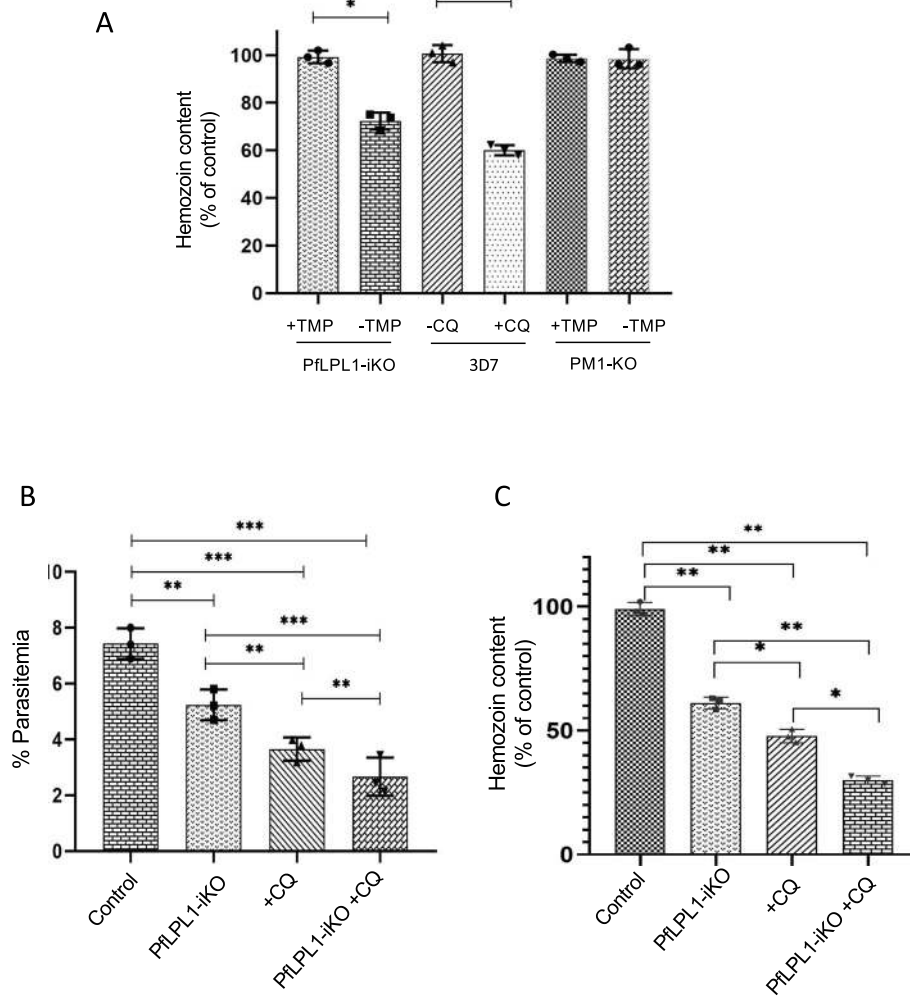 A
*
Hemozoin content
(% of control)
100
80
60
40
20
0
+TMP -TMP -CQ +CQ +TMP -TMP
PfLPL1-iKO 3D7 PM1-KO
B
***
***
**
***
**
**
% Parasitemia
10
8
6
4
2
0
Control PfLPL1-iKO +CQ PfLPL1-iKO +CQ
C
**
**
**
**
*
*
Hemozoin content
(% of control)
100
50
0
Control PfLPL1-iKO +CQ PfLPL1-iKO +CQ